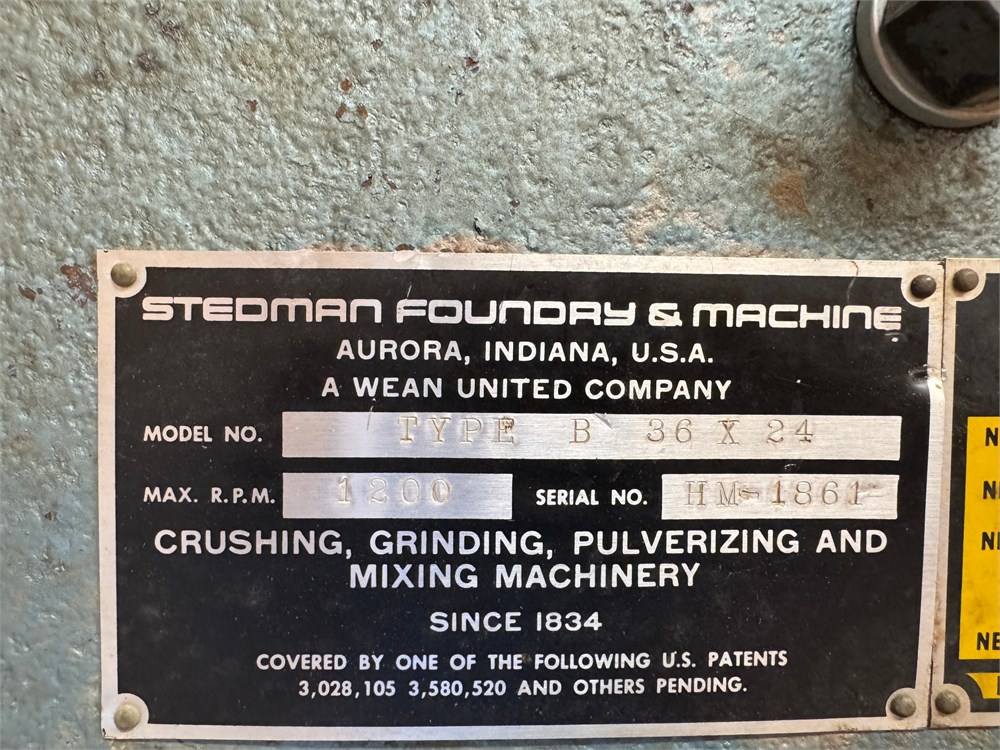 STEDMAN FOUNDRY & MACHINE
AURORA, INDIANA, U.S.A.
A WEAN UNITED COMPANY
MODEL NO. TYPE B 36 X 24
MAX. R.P.M. 1200 SERIAL NO. HM-1861
CRUSHING, GRINDING, PULVERIZING AND
MIXING MACHINERY
SINCE 1834
COVERED BY ONE OF THE FOLLOWING U.S. PATENTS
3,028,105 3,580,520 AND OTHERS PENDING.